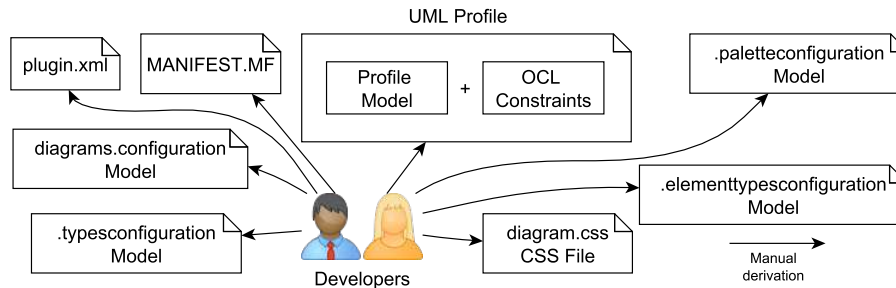 UML Profile
plugin.xml
MANIFEST.MF
Profile
Model
+
OCL
Constraints
.paletteconfiguration
Model
diagrams.configuration
Model
.elementtypesconfiguration
Model
.typesconfiguration
Model
diagram.css
CSS File
Manual
derivation
Developers